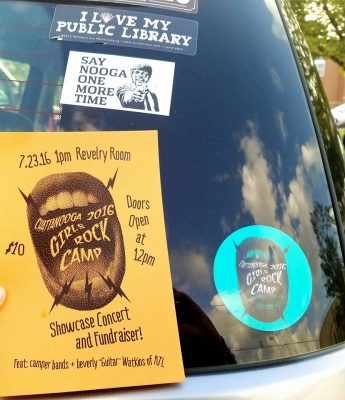 I LOVE MY
PUBLIC LIBRARY
SAY
NOOGA
ONE
MORE
TIME
7.23.16 1pm Revelry Room
CHATTANOOGA 2016
GIRLS
ROCK
CAMP
$10
Doors
Open
at
12pm
Showcase Concert
and Fundraiser!
feat: camper bands + beverly "Guitar" Watkins of ATL
CHATTANOOGA 2016
GIRLS
ROCK
CAMP